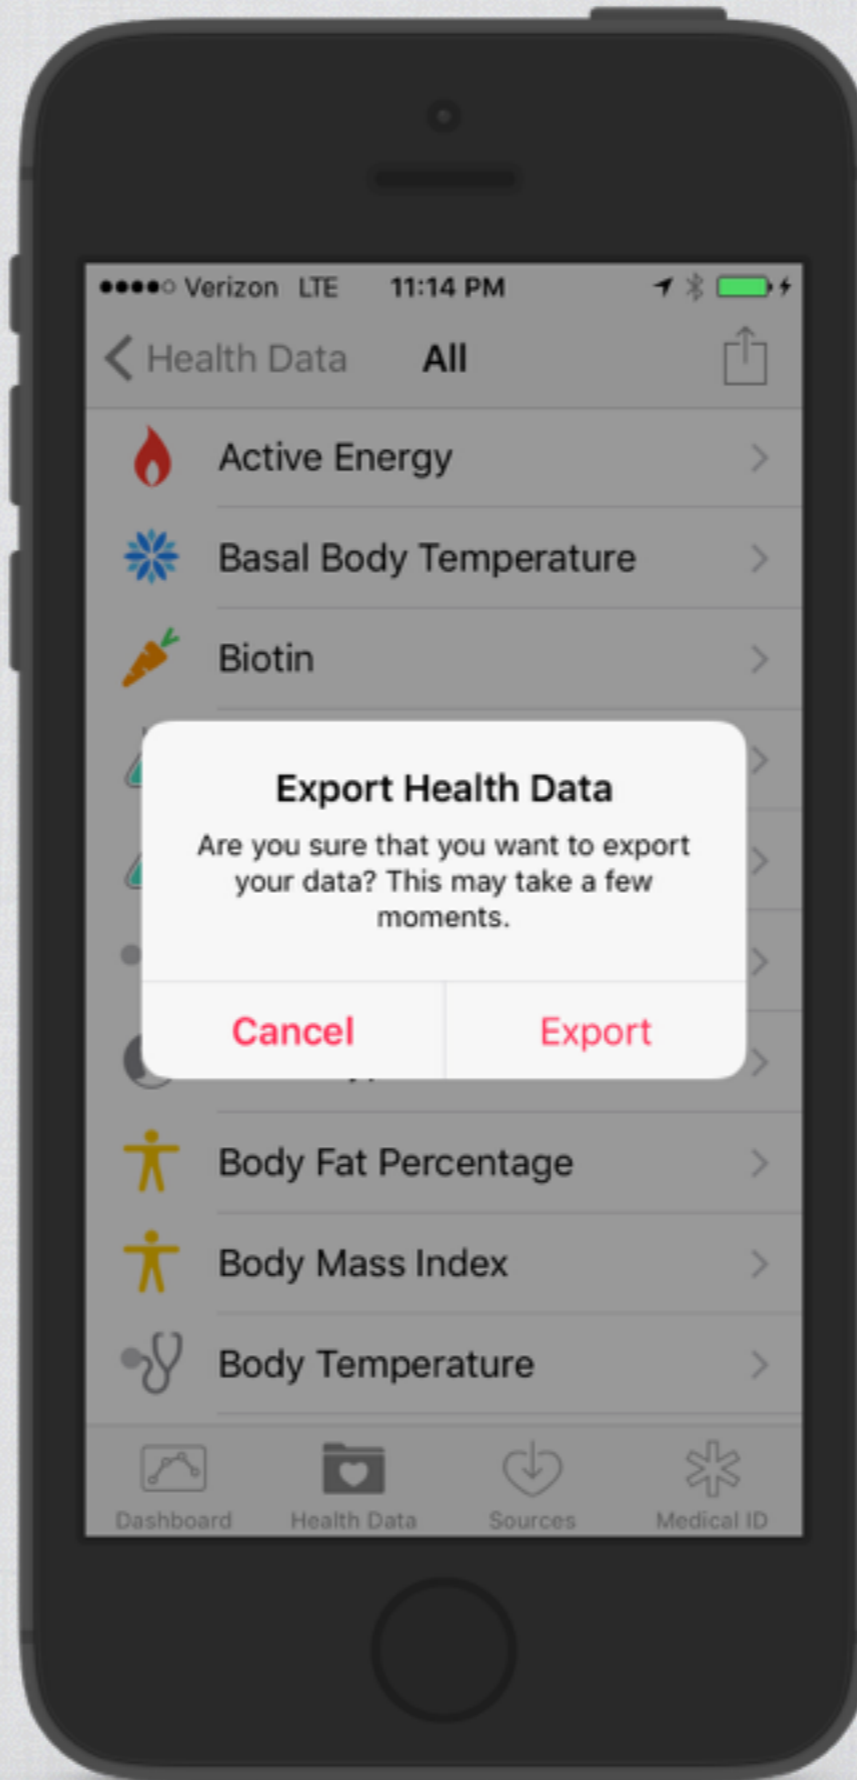 Verizon LTE 11:14 PM
Health Data All
Active Energy
Basal Body Temperature
Biotin
Export Health Data
Are you sure that you want to export
your data? This may take a few
moments.
Cancel Export
Body Fat Percentage
Body Mass Index
Body Temperature
Dashboard Health Data Sources Medical ID